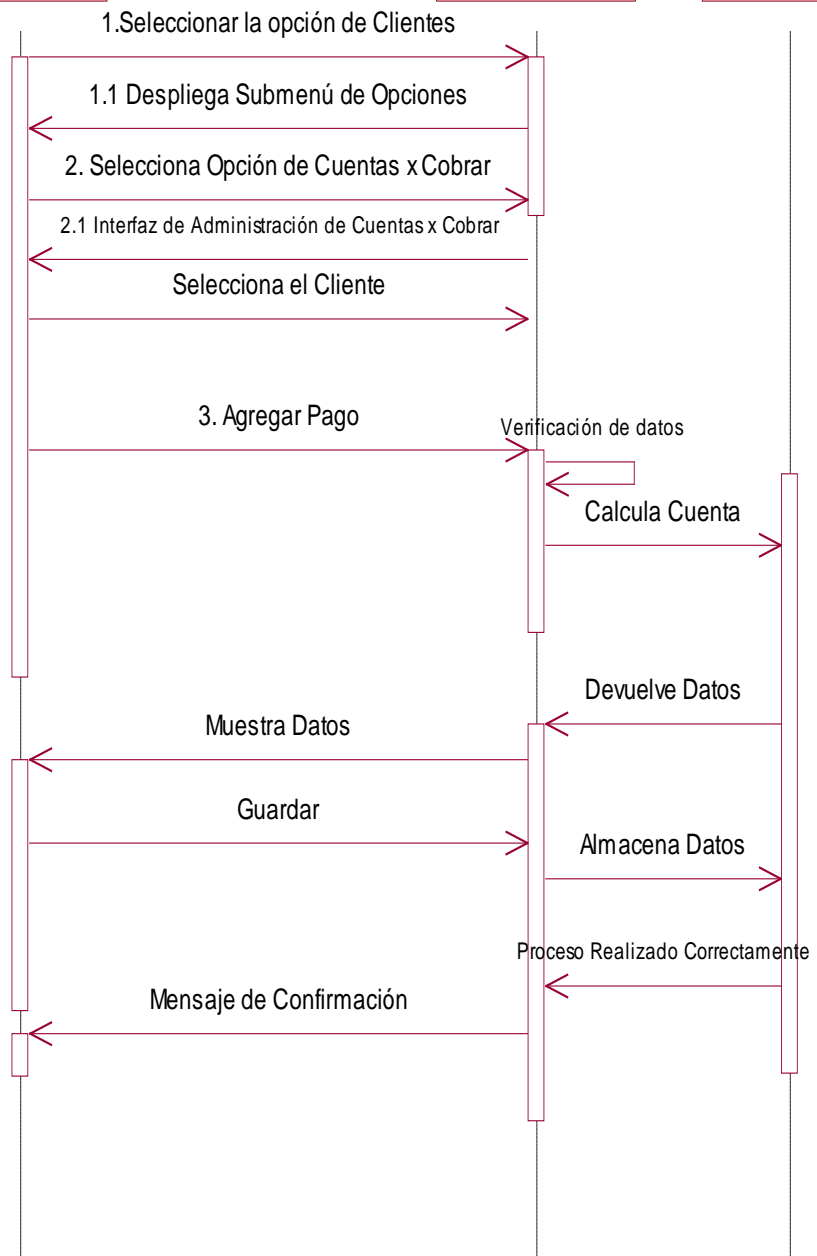 1.Seleccionar la opción de Clientes
1.1 Despliega Submenú de Opciones
2. Selecciona Opción de Cuentas x Cobrar
2.1 Interfaz de Administración de Cuentas x Cobrar
Selecciona el Cliente
3. Agregar Pago
Verificación de datos
Calcula Cuenta
Devuelve Datos
Muestra Datos
Guardar
Almacena Datos
Proceso Realizado Correctamente
Mensaje de Confirmación